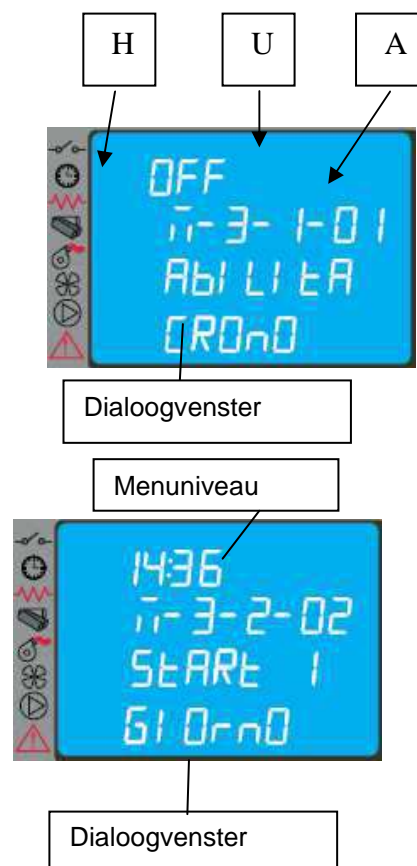 H U A
OFF
m-3-1-01
AbILItA
CROnO
Dialoogvenster
Menuniveau
14:36
m-3-2-02
StARt 1
GIOrnO
Dialoogvenster